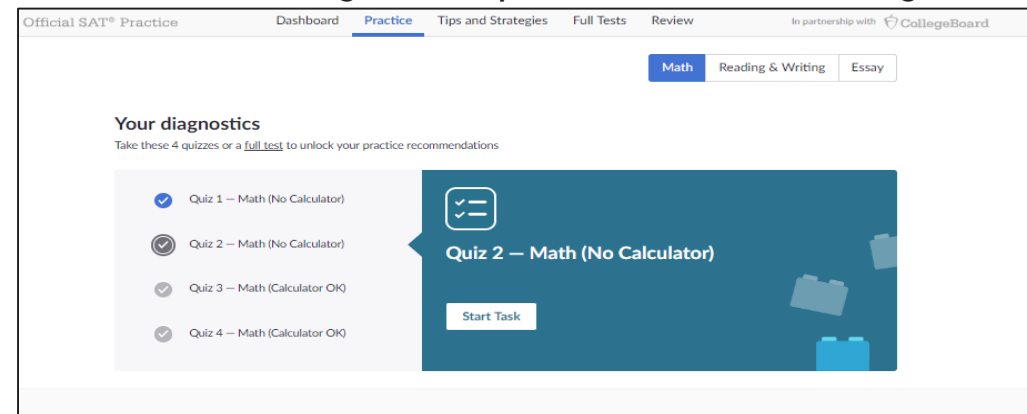 Official SAT® Practice Dashboard Practice Tips and Strategies Full Tests Review In partnership with CollegeBoard
Math Reading & Writing Essay
Your diagnostics
Take these 4 quizzes or a full test to unlock your practice recommendations
Quiz 1 — Math (No Calculator)
Quiz 2 — Math (No Calculator)
Quiz 3 — Math (Calculator OK)
Quiz 4 — Math (Calculator OK)
Quiz 2 — Math (No Calculator)
Start Task